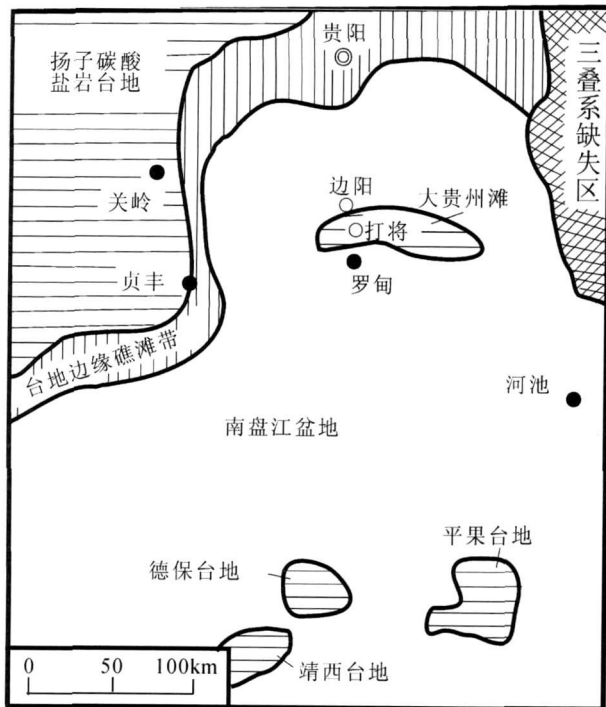 贵阳
扬子碳酸
盐岩台地
三叠系缺失区
关岭
边阳
大贵州滩
打将
罗甸
贞丰
台地边缘礁滩带
河池
南盘江盆地
平果台地
德保台地
靖西台地
0 50 100km